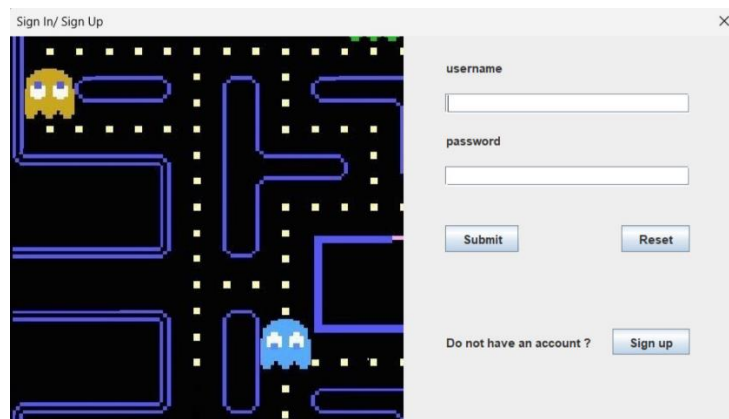 Sign In/ Sign Up
username
password
Submit Reset
Do not have an account ? Sign up